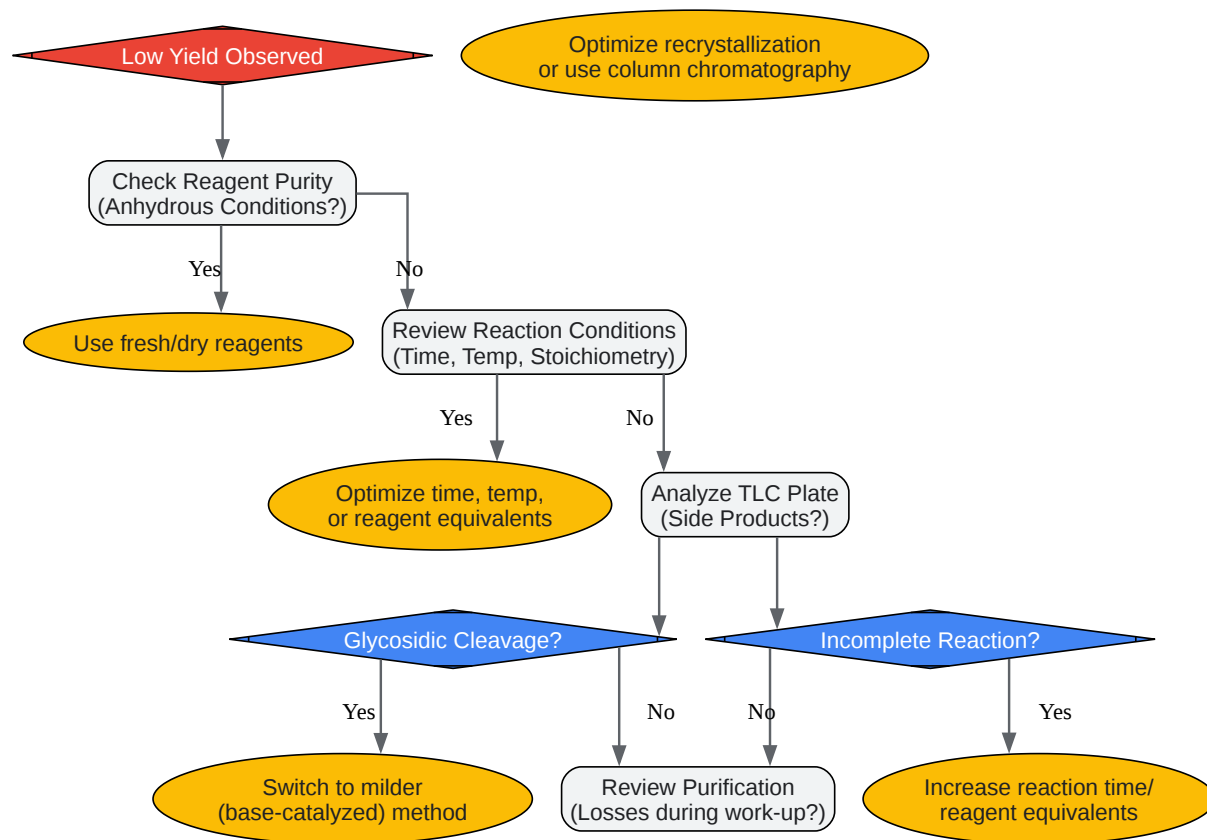 Low Yield Observed
Optimize recrystallization
or use column chromatography
Check Reagent Purity
(Anhydrous Conditions?)
Yes
No
Use fresh/dry reagents
Review Reaction Conditions
(Time, Temp, Stoichiometry)
Yes
No
Optimize time, temp,
or reagent equivalents
Analyze TLC Plate
(Side Products?)
Glycosidic Cleavage?
Incomplete Reaction?
Yes
No
No
Yes
Switch to milder
(base-catalyzed) method
Review Purification
(Losses during work-up?)
Increase reaction time/
reagent equivalents